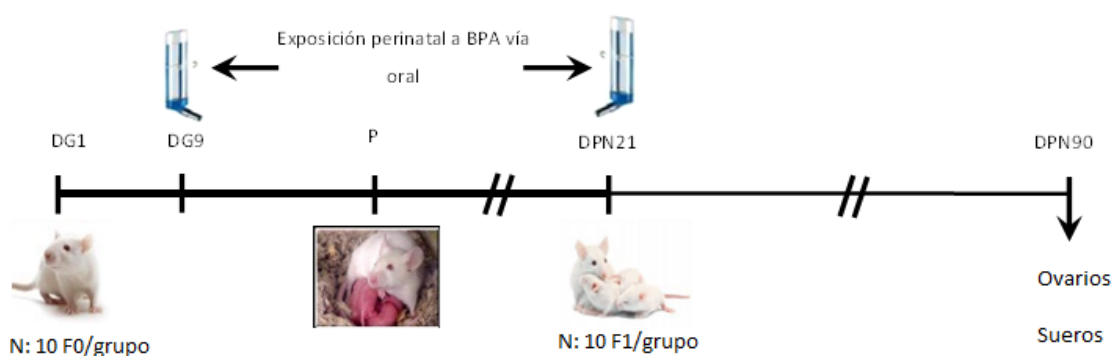 Exposición perinatal a BPA vía
oral
DG1
DG9
P
DPN21
DPN90
N: 10 F0/grupo
N: 10 F1/grupo
Ovarios
Sueros